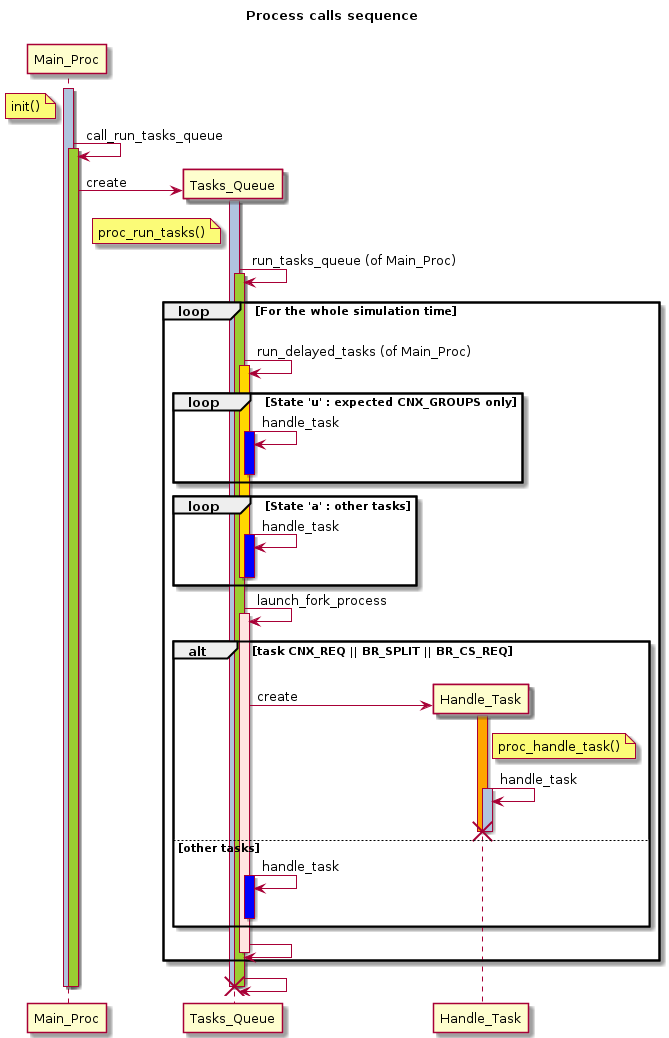 Process calls sequence
Main_Proc
init()
call_run_tasks_queue
create
Tasks_Queue
proc_run_tasks()
run_tasks_queue (of Main_Proc)
loop [For the whole simulation time]
run_delayed_tasks (of Main_Proc)
loop [State 'u' : expected CNX_GROUPS only]
handle_task
loop [State 'a' : other tasks]
handle_task
launch_fork_process
alt [task CNX_REQ || BR_SPLIT || BR_CS_REQ]
create
Handle_Task
proc_handle_task()
handle_task
[other tasks]
handle_task
Main_Proc Tasks_Queue Handle_Task